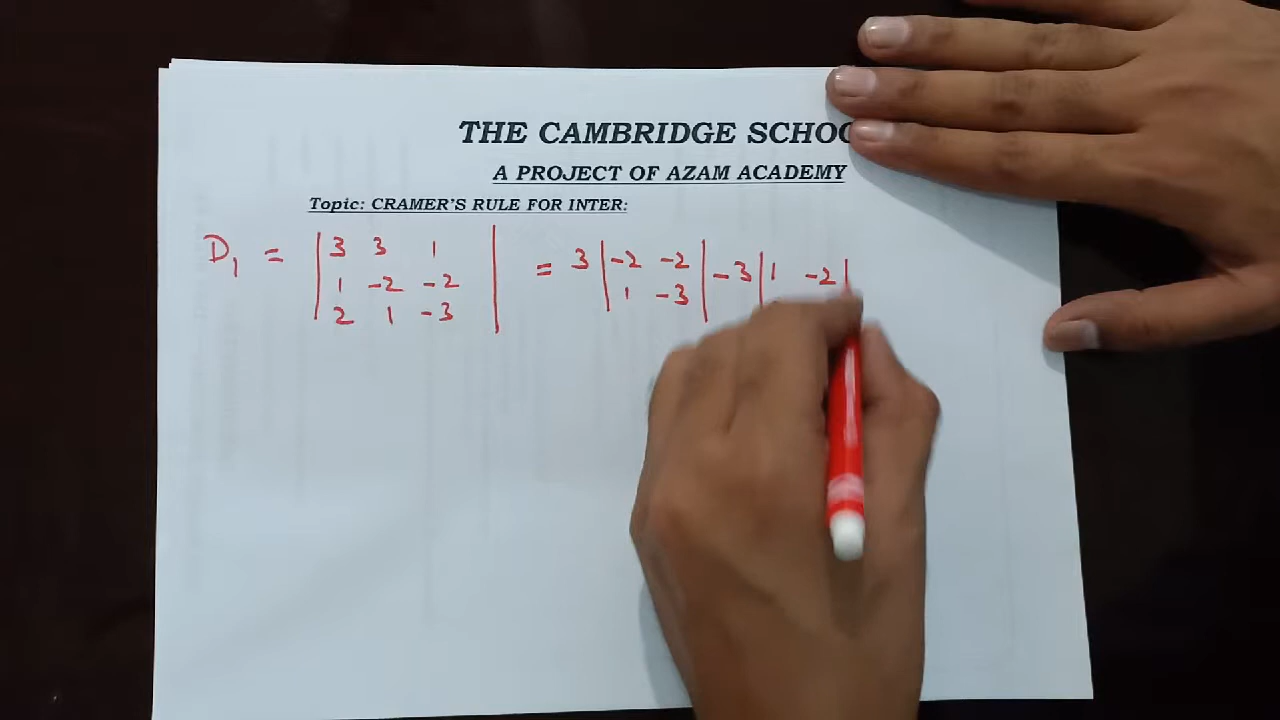 THE CAMBRIDGE SCHOO
A PROJECT OF AZAM ACADEMY
Topic: CRAMER'S RULE FOR INTER:
D₁ = | 3 3 1 | = 3 | -2 -2 | -3 | 1 -2 |
1 -2 -2 1 -3
2 1 -3